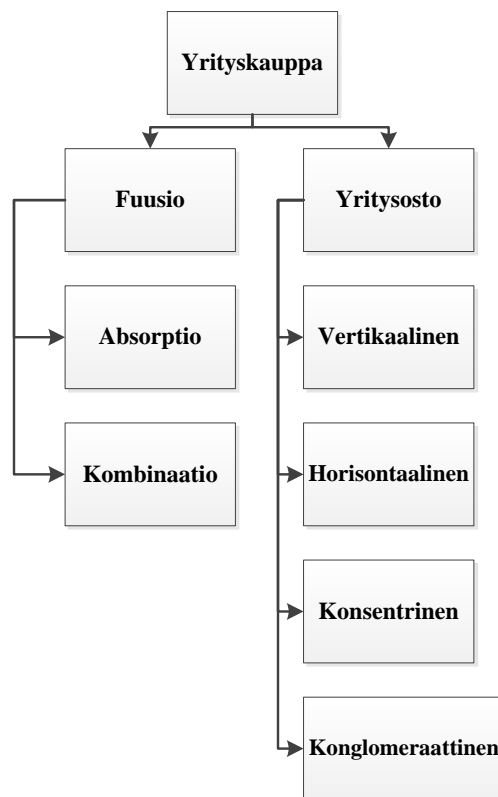 Yrityskauppa
Fuusio
Yritysosto
Absorptio
Vertikaalinen
Kombinaatio
Horisontaalinen
Konsentrinen
Konglomeraattinen